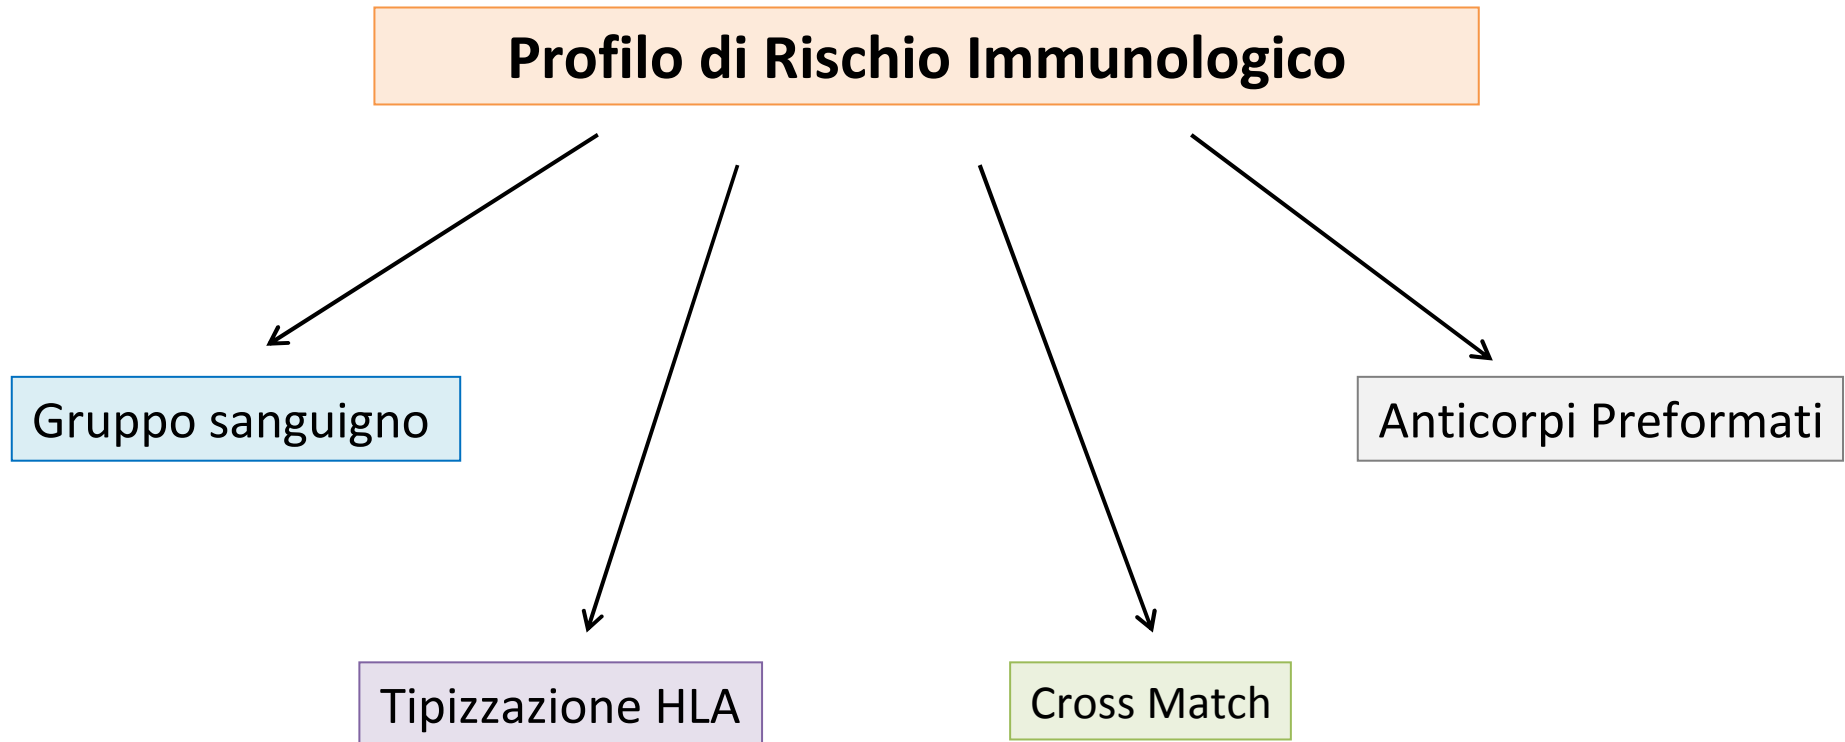 Profilo di Rischio Immunologico
Gruppo sanguigno
Anticorpi Preformati
Tipizzazione HLA
Cross Match